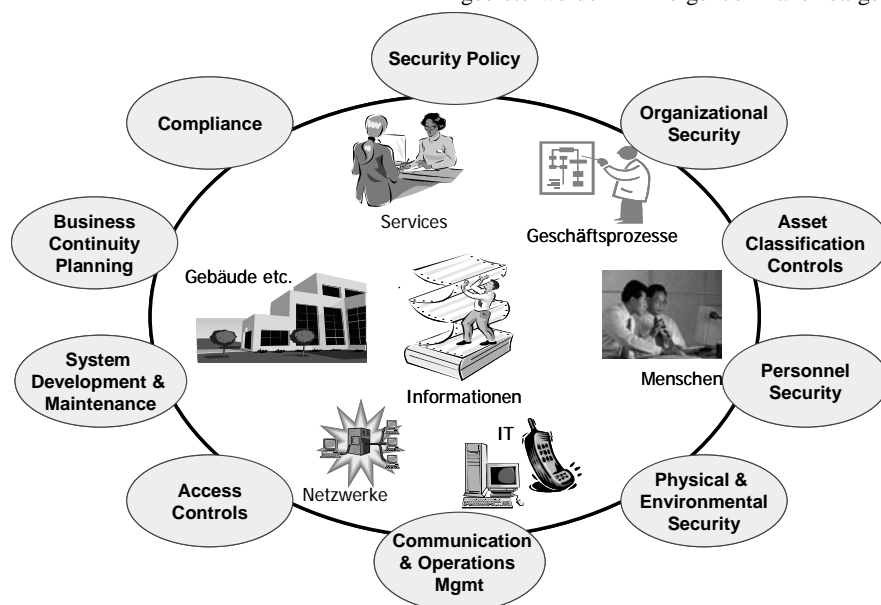 Security Policy
Compliance
Organizational
Security
Services
Geschäftsprozesse
Business
Continuity
Planning
Asset
Classification
Controls
Gebäude etc.
System
Development &
Maintenance
Informationen
Menschen
Personnel
Security
IT
Access
Controls
Netzwerke
Physical &
Environmental
Security
Communication
& Operations
Mgmt